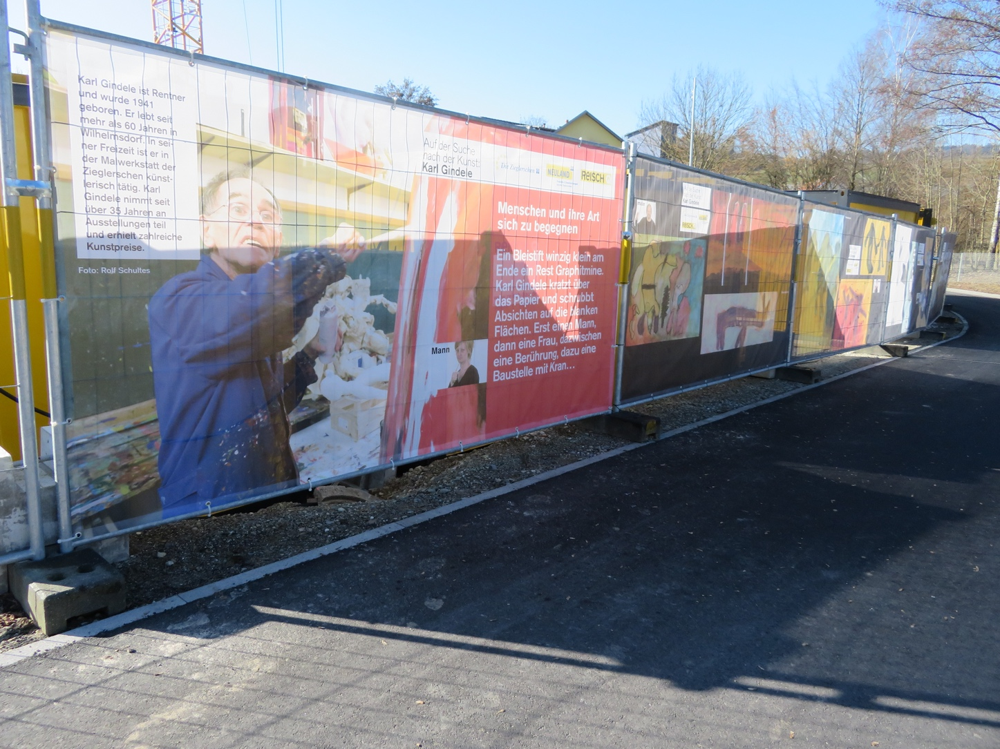 Karl Gindele ist Rentner
und wurde 1941
geboren. Er lebt seit
mehr als 60 Jahren in
Wilhelmsdorf. In sei-
ner Freizeit ist er in
der Malwerkstatt der
Zieglerschen künst-
lerisch tätig. Karl
Gindele nimmt seit
über 35 Jahren an
Ausstellungen teil
und erhielt zahlreiche
Kunstpreise.
Foto: Rolf Schultes
Auf der Suche
nach der Kunst:
Karl Gindele
Die Zieglerschen
NEULAND
REISCH
Menschen und ihre Art
sich zu begegnen
Ein Bleistift winzig klein am
Ende ein Rest Graphitmine.
Karl Gindele kratzt über
das Papier und schrubbt
Absichten auf die blanken
Flächen. Erst einen Mann,
dann eine Frau, dazwischen
eine Berührung, dazu eine
Baustelle mit Kran...
Mann
Karl Gindele
REISCH